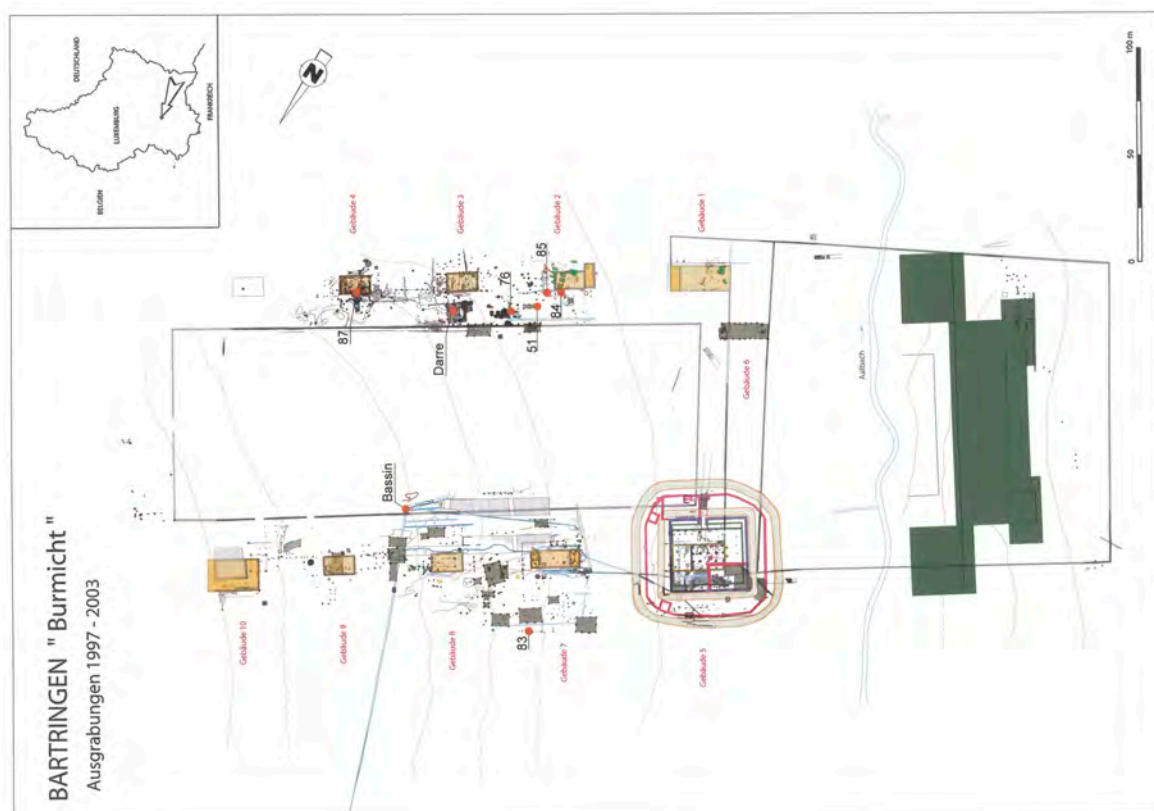 BARTRINGEN " Burmicht "
Ausgrabungen 1997 - 2003
BELGIEN
DEUTSCHLAND
LUXEMBURG
FRANKREICH
N
Gebäude 4
Gebäude 3
Gebäude 2
Gebäude 1
87
Darre
76
51
85
84
Gebäude 6
Bassin
83
Gebäude 10
Gebäude 9
Gebäude 8
Gebäude 7
Gebäude 5
Aalbach
0
50
100 m